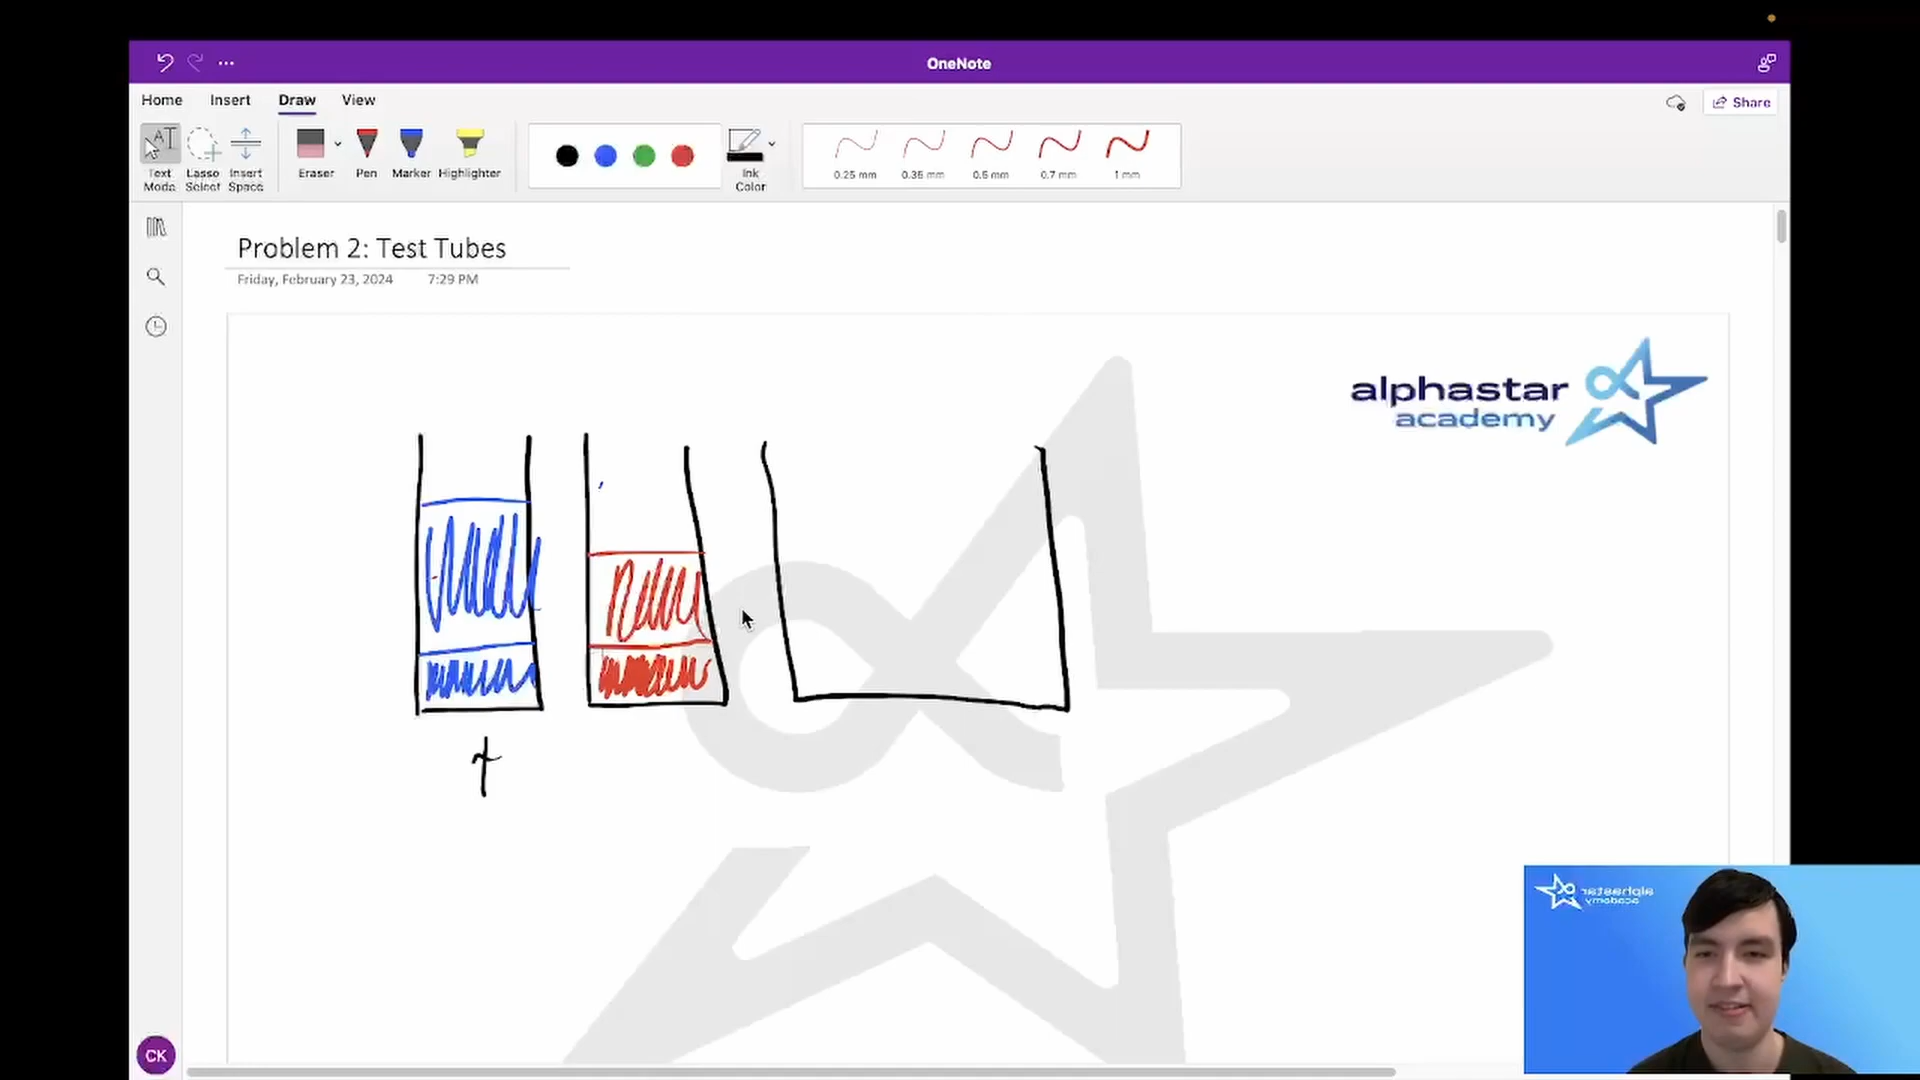 OneNote
Home Insert Draw View
Share
Text Mode
Lasso Select
Insert Space
Eraser
Pen
Marker
Highlighter
Ink Color
0.25 mm
0.35 mm
0.5 mm
0.7 mm
1 mm
Problem 2: Test Tubes
Friday, February 23, 2024 7:29 PM
alphastar
academy
alphastar
academy
CK